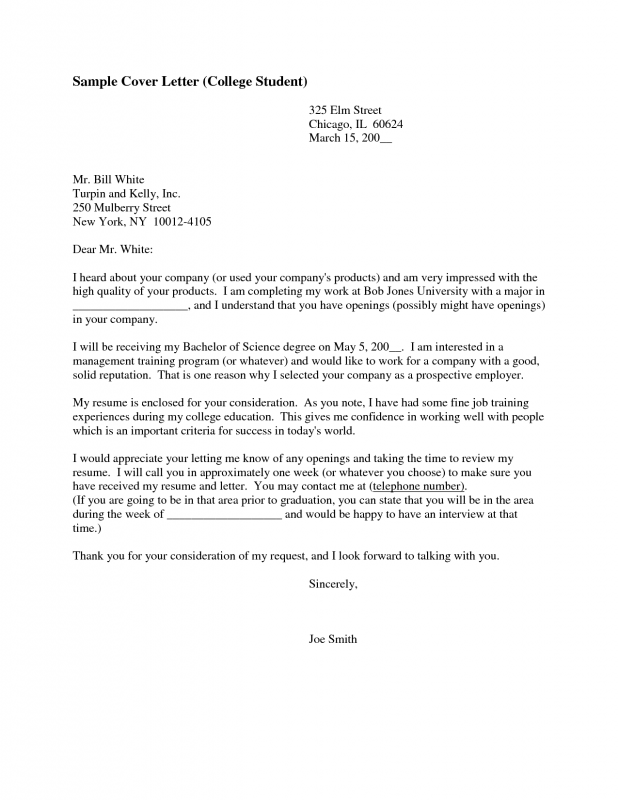 Sample Cover Letter (College Student)
325 Elm Street
Chicago, IL  60624
March 15, 200__
Mr. Bill White
Turpin and Kelly, Inc.
250 Mulberry Street
New York, NY  10012-4105
Dear Mr. White:
I heard about your company (or used your company's products) and am very impressed with the
high quality of your products.  I am completing my work at Bob Jones University with a major in
___________________, and I understand that you have openings (possibly might have openings)
in your company.
I will be receiving my Bachelor of Science degree on May 5, 200__.  I am interested in a
management training program (or whatever) and would like to work for a company with a good,
solid reputation.  That is one reason why I selected your company as a prospective employer.
My resume is enclosed for your consideration.  As you note, I have had some fine job training
experiences during my college education.  This gives me confidence in working well with people
which is an important criteria for success in today's world.
I would appreciate your letting me know of any openings and taking the time to review my
resume.  I will call you in approximately one week (or whatever you choose) to make sure you
have received my resume and letter.  You may contact me at (telephone number).
(If you are going to be in that area prior to graduation, you can state that you will be in the area
during the week of ___________________ and would be happy to have an interview at that
time.)
Thank you for your consideration of my request, and I look forward to talking with you.
Sincerely,
Joe Smith